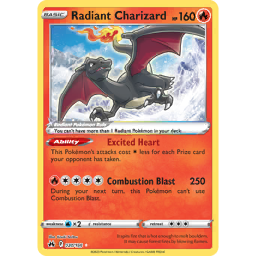 BASIC Radiant Charizard HP 160
Radiant Pokémon Rule
You can't have more than 1 Radiant Pokémon in your deck.
Ability Excited Heart
This Pokémon's attacks cost less for each Prize card
your opponent has taken.
Combustion Blast 250
During your next turn, this Pokémon can't use
Combustion Blast.
Weakness ×2 Resistance Retreat